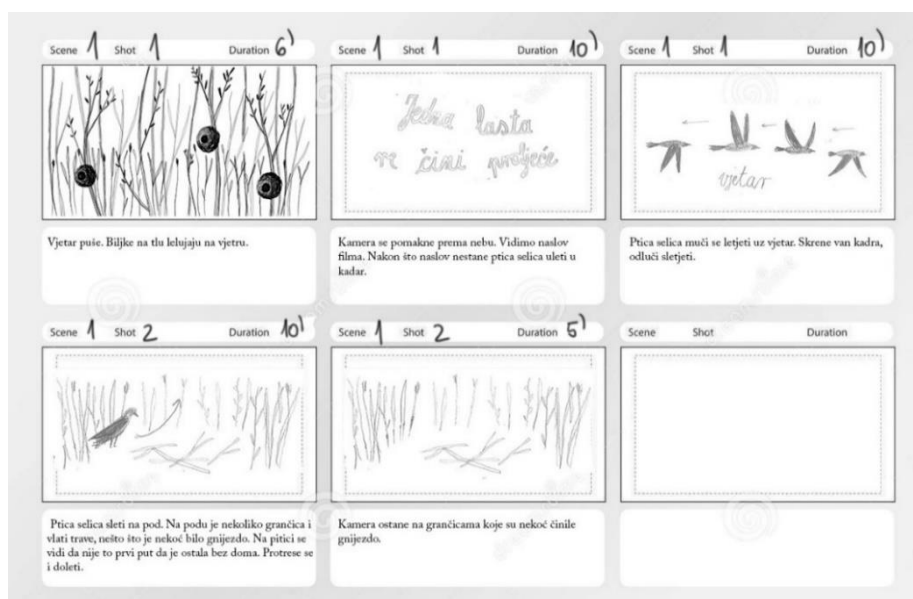 Scene 1 Shot 1 Duration 6'
Scene 1 Shot 1 Duration 10'
Scene 1 Shot 1 Duration 10'
Jedna lasta
ne čini proljeće
vjetar
Vjetar puše. Biljke na tlu lelujaju na vjetru.
Kamera se pomakne prema nebu. Vidimo naslov
filma. Nakon što naslov nestane ptica selica uleti u
kadar.
Ptica selica muči se letjeti uz vjetar. Skrene van kadra,
odluči sletjeti.
Scene 1 Shot 2 Duration 10'
Scene 1 Shot 2 Duration 5'
Scene Shot Duration
Ptica selica sleti na pod. Na podu je nekoliko grančica i
vlati trave, nešto što je nekoć bilo gnijezdo. Na pitici se
vidi da nije to prvi put da je ostala bez doma. Protrese se
i doleti.
Kamera ostane na grančicama koje su nekoć činile
gnijezdo.